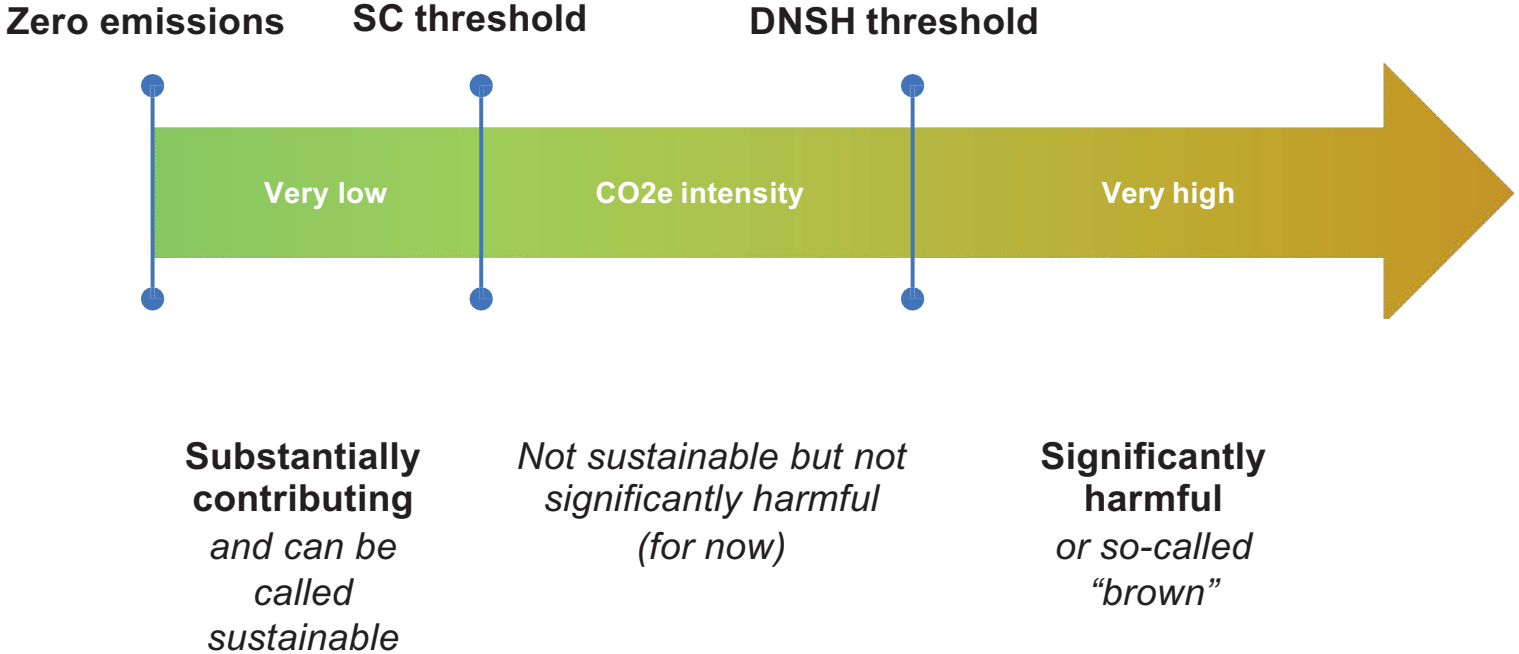 Zero emissions
SC threshold
DNSH threshold
Very low
CO2e intensity
Very high
Substantially
contributing
and can be
called
sustainable
Not sustainable but not
significantly harmful
(for now)
Significantly
harmful
or so-called
“brown”